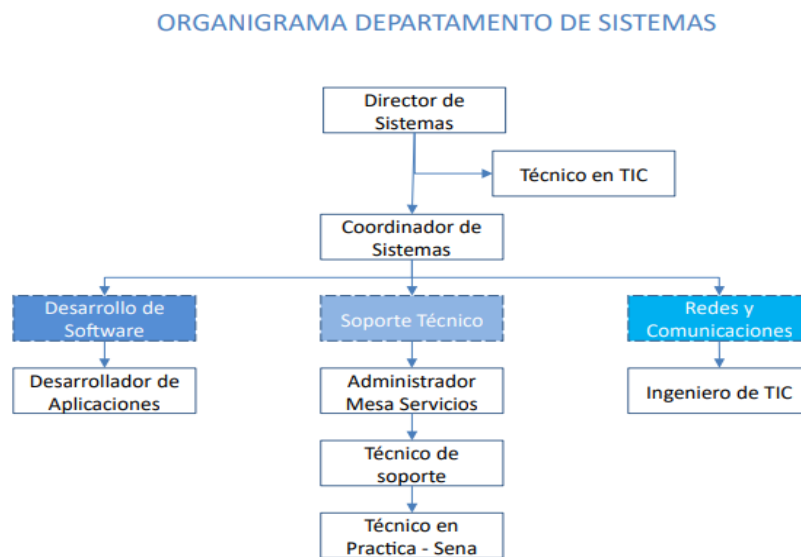 ORGANIGRAMA DEPARTAMENTO DE SISTEMAS
Director de
Sistemas
Técnico en TIC
Coordinador de
Sistemas
Desarrollo de
Software
Soporte Técnico
Redes y
Comunicaciones
Desarrollador de
Aplicaciones
Administrador
Mesa Servicios
Ingeniero de TIC
Técnico de
soporte
Técnico en
Practica - Sena